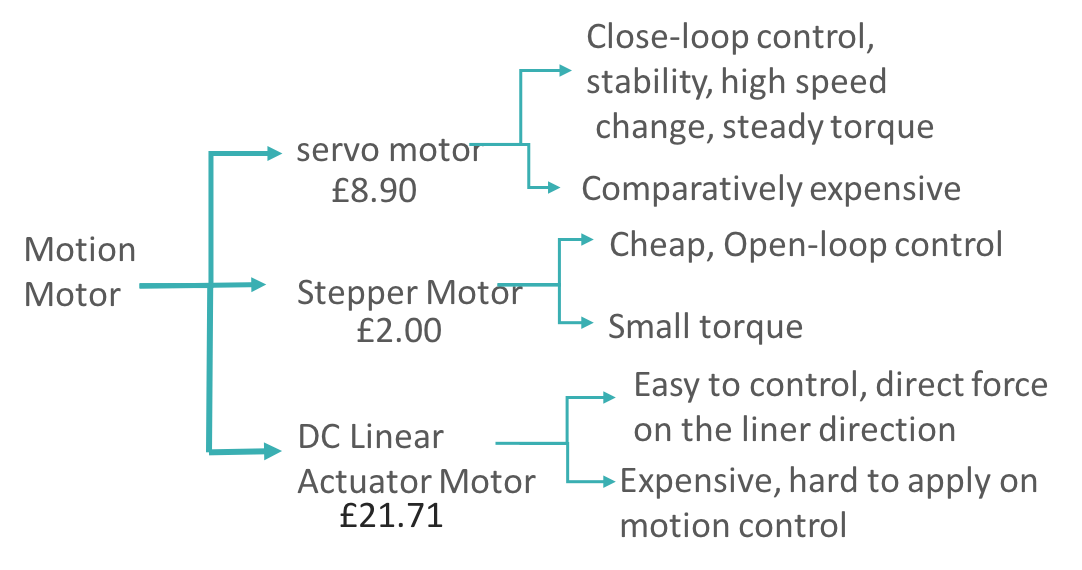 Motion
Motor
servo motor
£8.90
Close-loop control,
stability, high speed
change, steady torque
Comparatively expensive
Stepper Motor
£2.00
Cheap, Open-loop control
Small torque
DC Linear
Actuator Motor
£21.71
Easy to control, direct force
on the liner direction
Expensive, hard to apply on
motion control